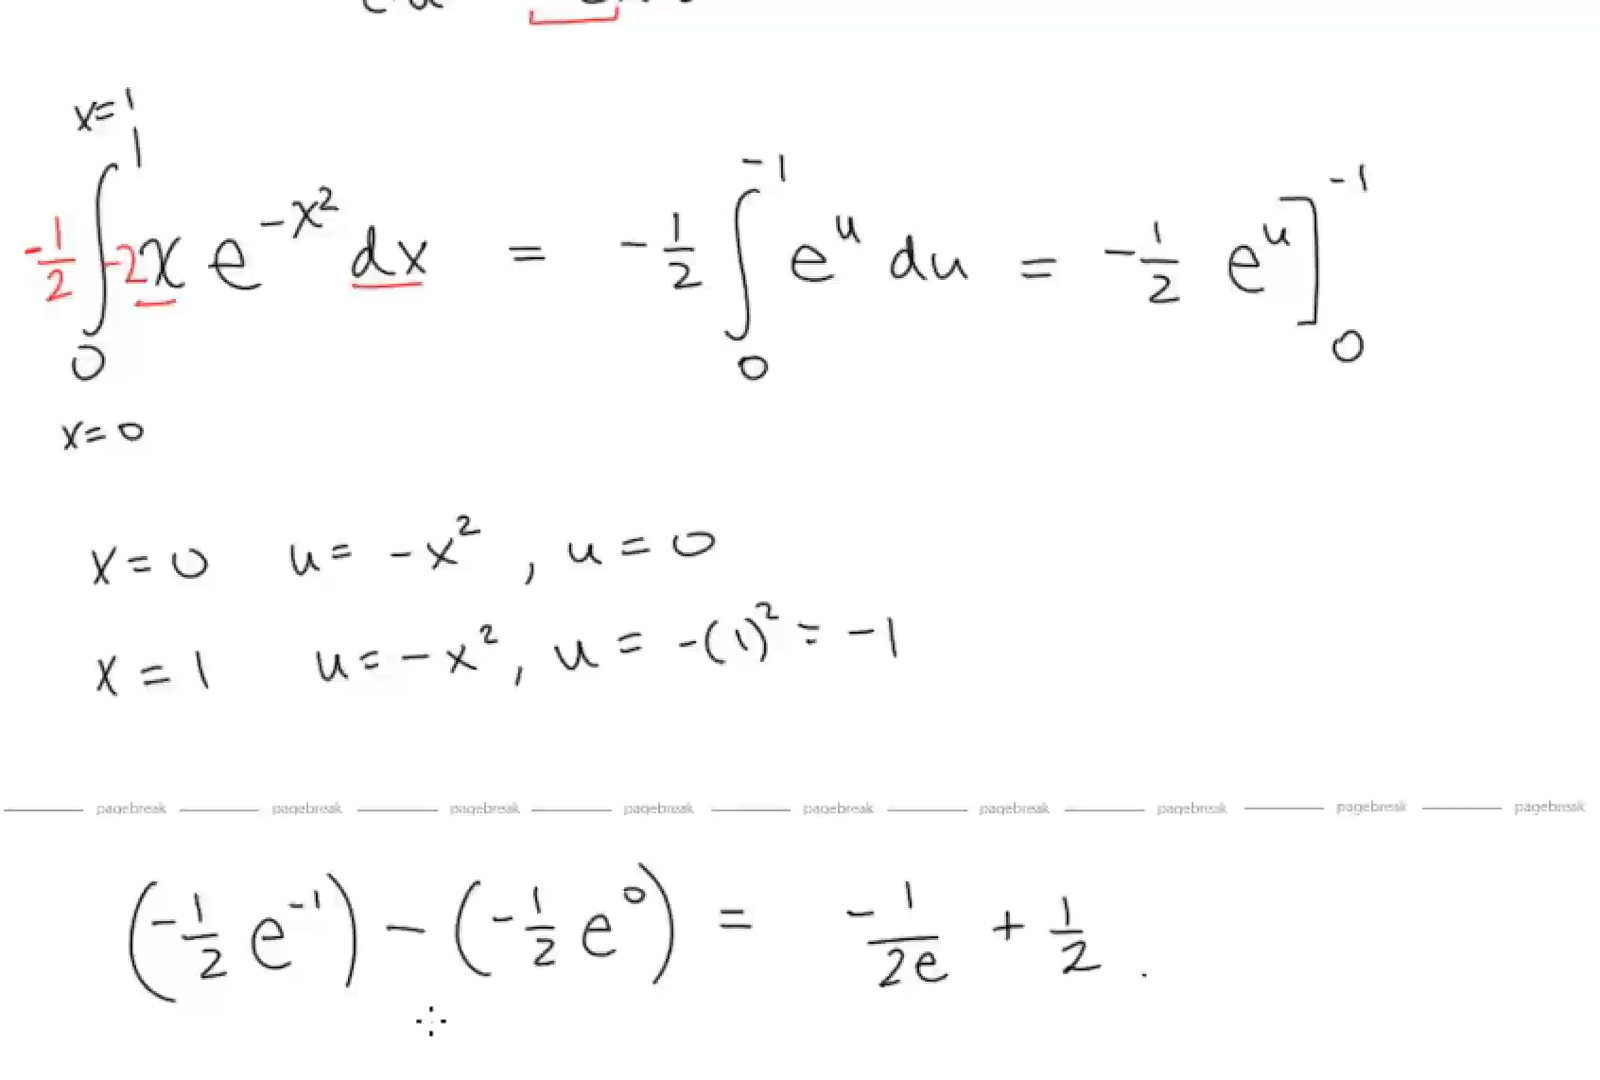 x=1
-1/2 ∫₀¹ -2x e^{-x²} dx = -1/2 ∫₀^{-1} e^u du = -1/2 e^u]₀^{-1}
x=0
x=0 u=-x², u=0
x=1 u=-x², u=-(1)²=-1
pagebreak pagebreak pagebreak pagebreak pagebreak pagebreak pagebreak pagebreak pagebreak
(-1/2 e^{-1}) - (-1/2 e^0) = -1/2e + 1/2.